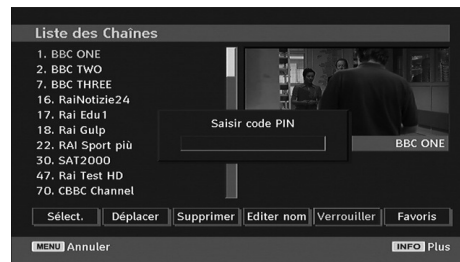 Liste des Chaînes
1. BBC ONE
2. BBC TWO
7. BBC THREE
16. RaiNotizie24
17. Rai Edu1
18. Rai Gulp
22. RAI Sport più
30. SAT2000
47. Rai Test HD
70. CBBC Channel
Saisir code PIN
BBC ONE
Sélect. Déplacer Supprimer Editer nom Verrouiller Favoris
MENU Annuler INFO Plus